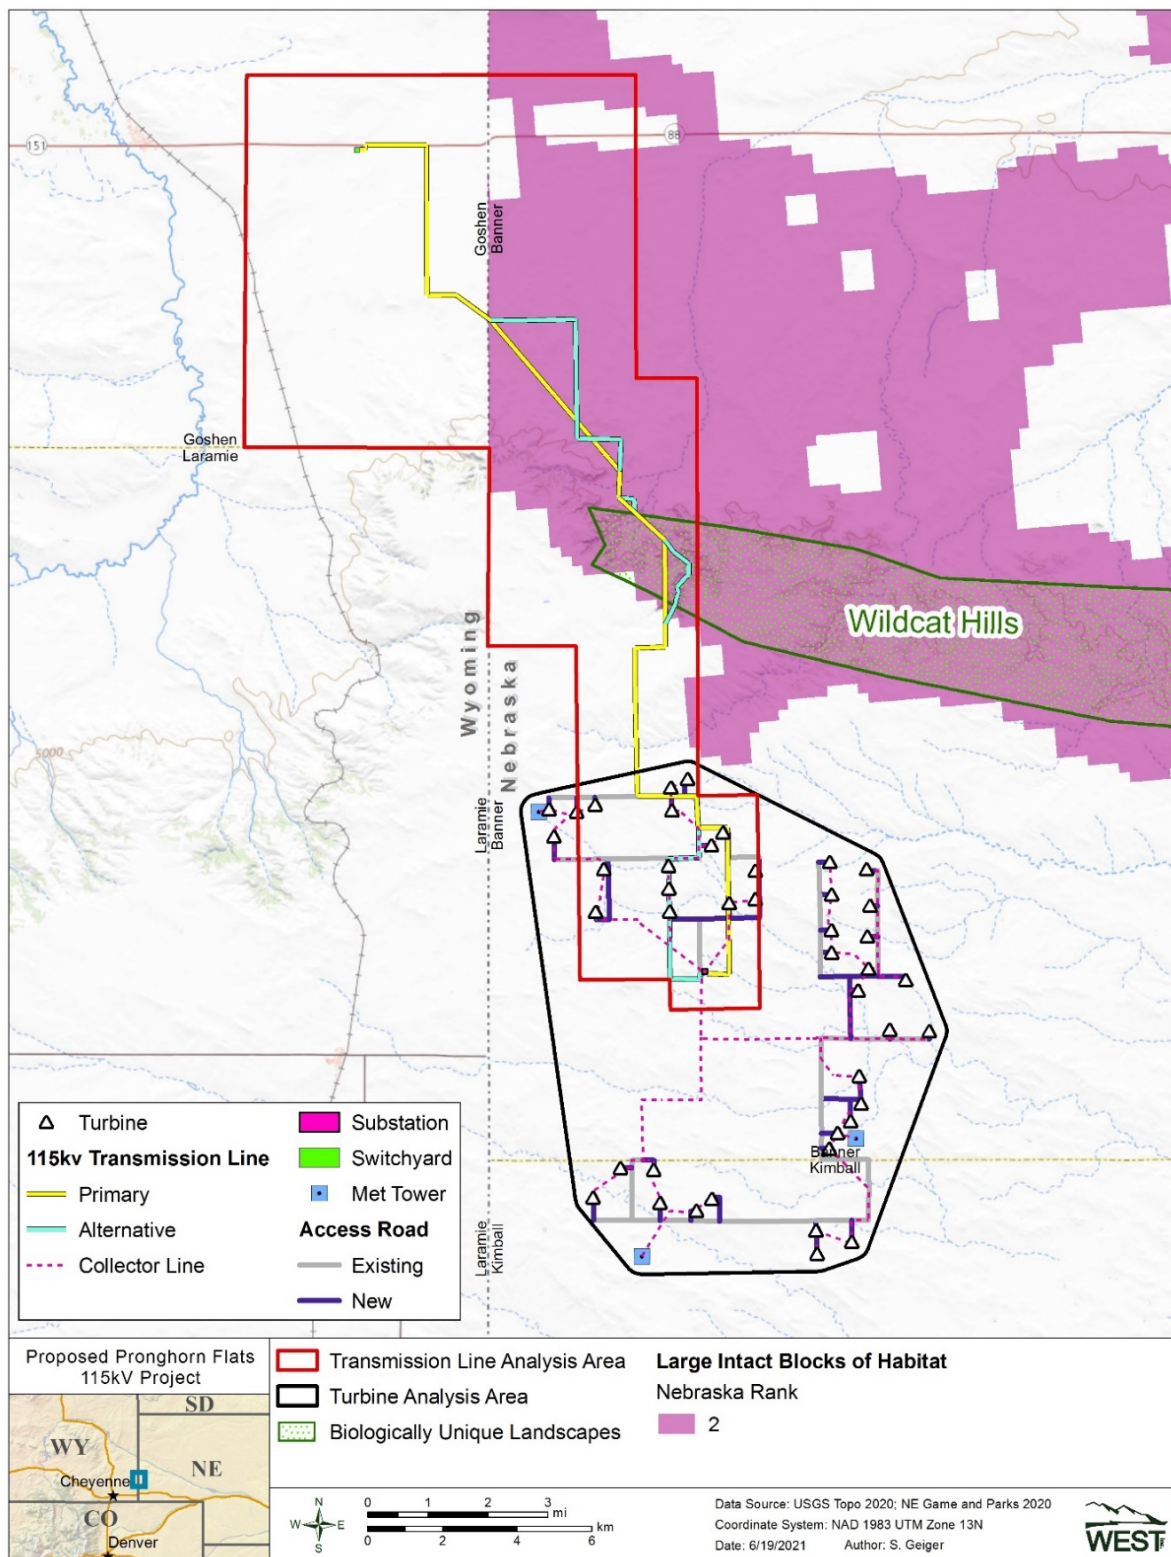 151
88
Goshen
Banner
Goshen
Laramie
Wildcat Hills
Wyoming
Nebraska
5000
Laramie
Banner
Banner
Kimball
Laramie
Kimball
Turbine
115kv Transmission Line
Primary
Alternative
Collector Line
Substation
Switchyard
Met Tower
Access Road
Existing
New
Proposed Pronghorn Flats
115kV Project
SD
WY
NE
Cheyenne
CO
Denver
Transmission Line Analysis Area
Turbine Analysis Area
Biologically Unique Landscapes
Large Intact Blocks of Habitat
Nebraska Rank
2
N
W E
S
0 1 2 3
mi
km
0 2 4 6
Data Source: USGS Topo 2020; NE Game and Parks 2020
Coordinate System: NAD 1983 UTM Zone 13N
Date: 6/19/2021 Author: S. Geiger
WEST